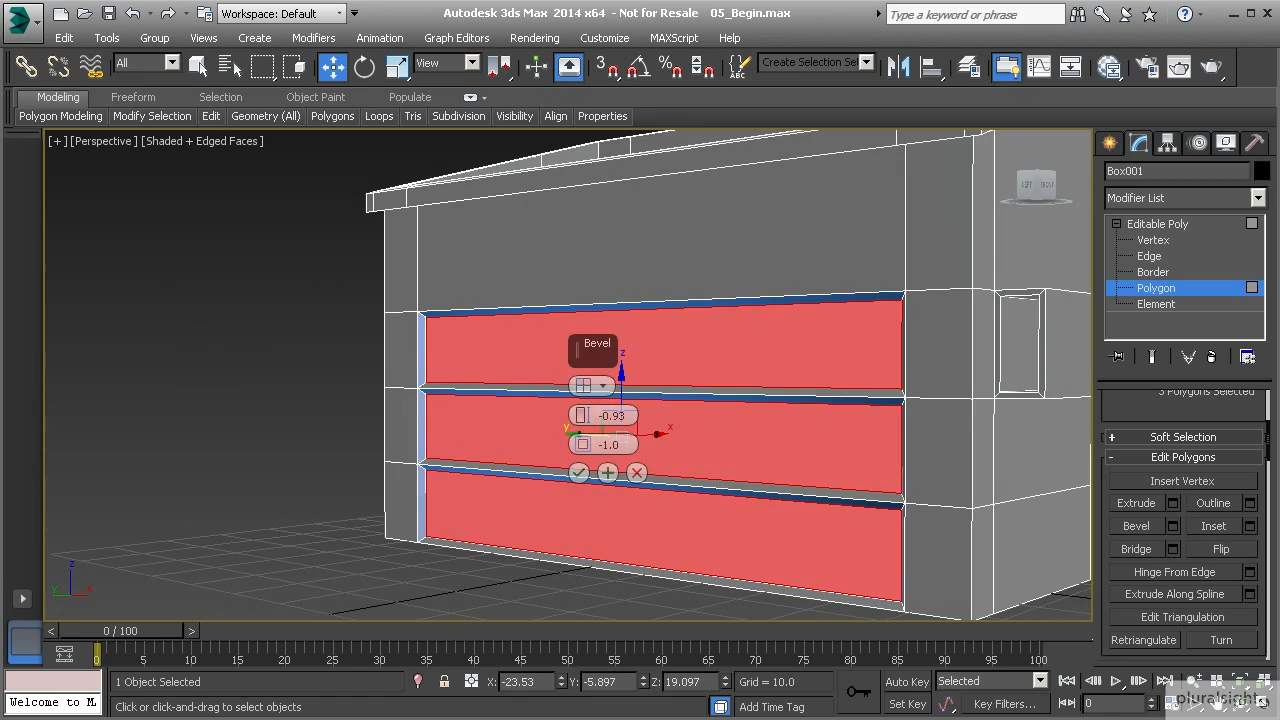 Workspace: Default
Autodesk 3ds Max 2014 x64 - Not for Resale 05_Begin.max
Type a keyword or phrase
Edit Tools Group Views Create Modifiers Animation Graph Editors Rendering Customize MAXScript Help
All
View
Create Selection Se
Modeling Freeform Selection Object Paint Populate
Polygon Modeling Modify Selection Edit Geometry (All) Polygons Loops Tris Subdivision Visibility Align Properties
[+] [Perspective] [Shaded + Edged Faces]
LEFT FRONT
Box001
Modifier List
Editable Poly
Vertex
Edge
Border
Polygon
Element
Bevel
z
-0.93
y x
-1.0
3 Polygons Selected
+ Soft Selection
- Edit Polygons
Insert Vertex
Extrude Outline
Bevel Inset
Bridge Flip
Hinge From Edge
Extrude Along Spline
Edit Triangulation
Retriangulate Turn
z
y x
< 0 / 100 >
0 5 10 15 20 25 30 35 40 45 50 55 60 65 70 75 80 85 90 95 100
1 Object Selected X: -23.53 Y: -5.897 Z: 19.097 Grid = 10.0 Auto Key Selected
Welcome to M Click or click-and-drag to select objects Add Time Tag Set Key Key Filters... 0
pluralsight